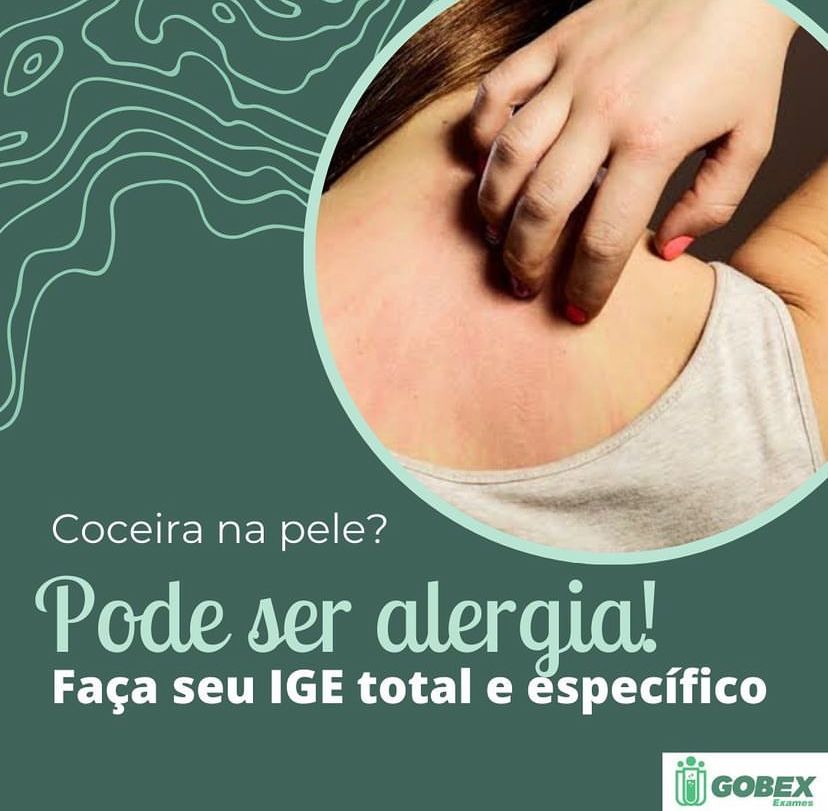 Coceira na pele?
Pode ser alergia!
Faça seu IGE total e específico
GOBEX
Exames